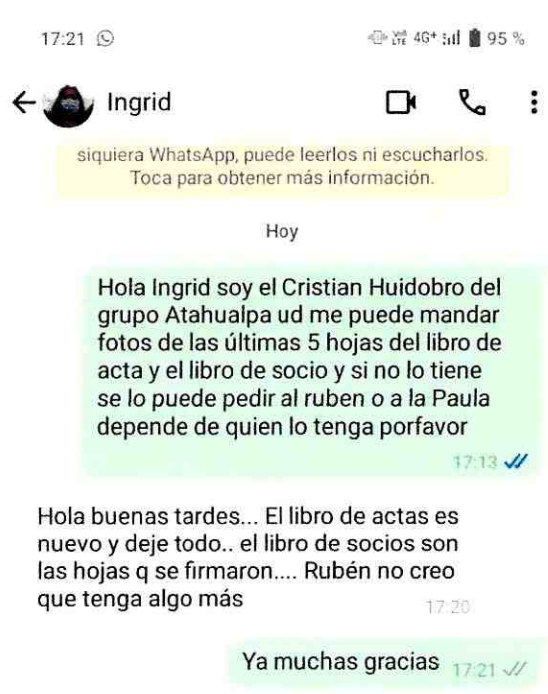 17:21 4G+ 95 %
Ingrid
siquiera WhatsApp, puede leerlos ni escucharlos.
Toca para obtener más información.
Hoy
Hola Ingrid soy el Cristian Huidobro del
grupo Atahualpa ud me puede mandar
fotos de las últimas 5 hojas del libro de
acta y el libro de socio y si no lo tiene
se lo puede pedir al ruben o a la Paula
depende de quien lo tenga porfavor
17:13
Hola buenas tardes... El libro de actas es
nuevo y deje todo.. el libro de socios son
las hojas q se firmaron.... Rubén no creo
que tenga algo más
17:20
Ya muchas gracias 17:21